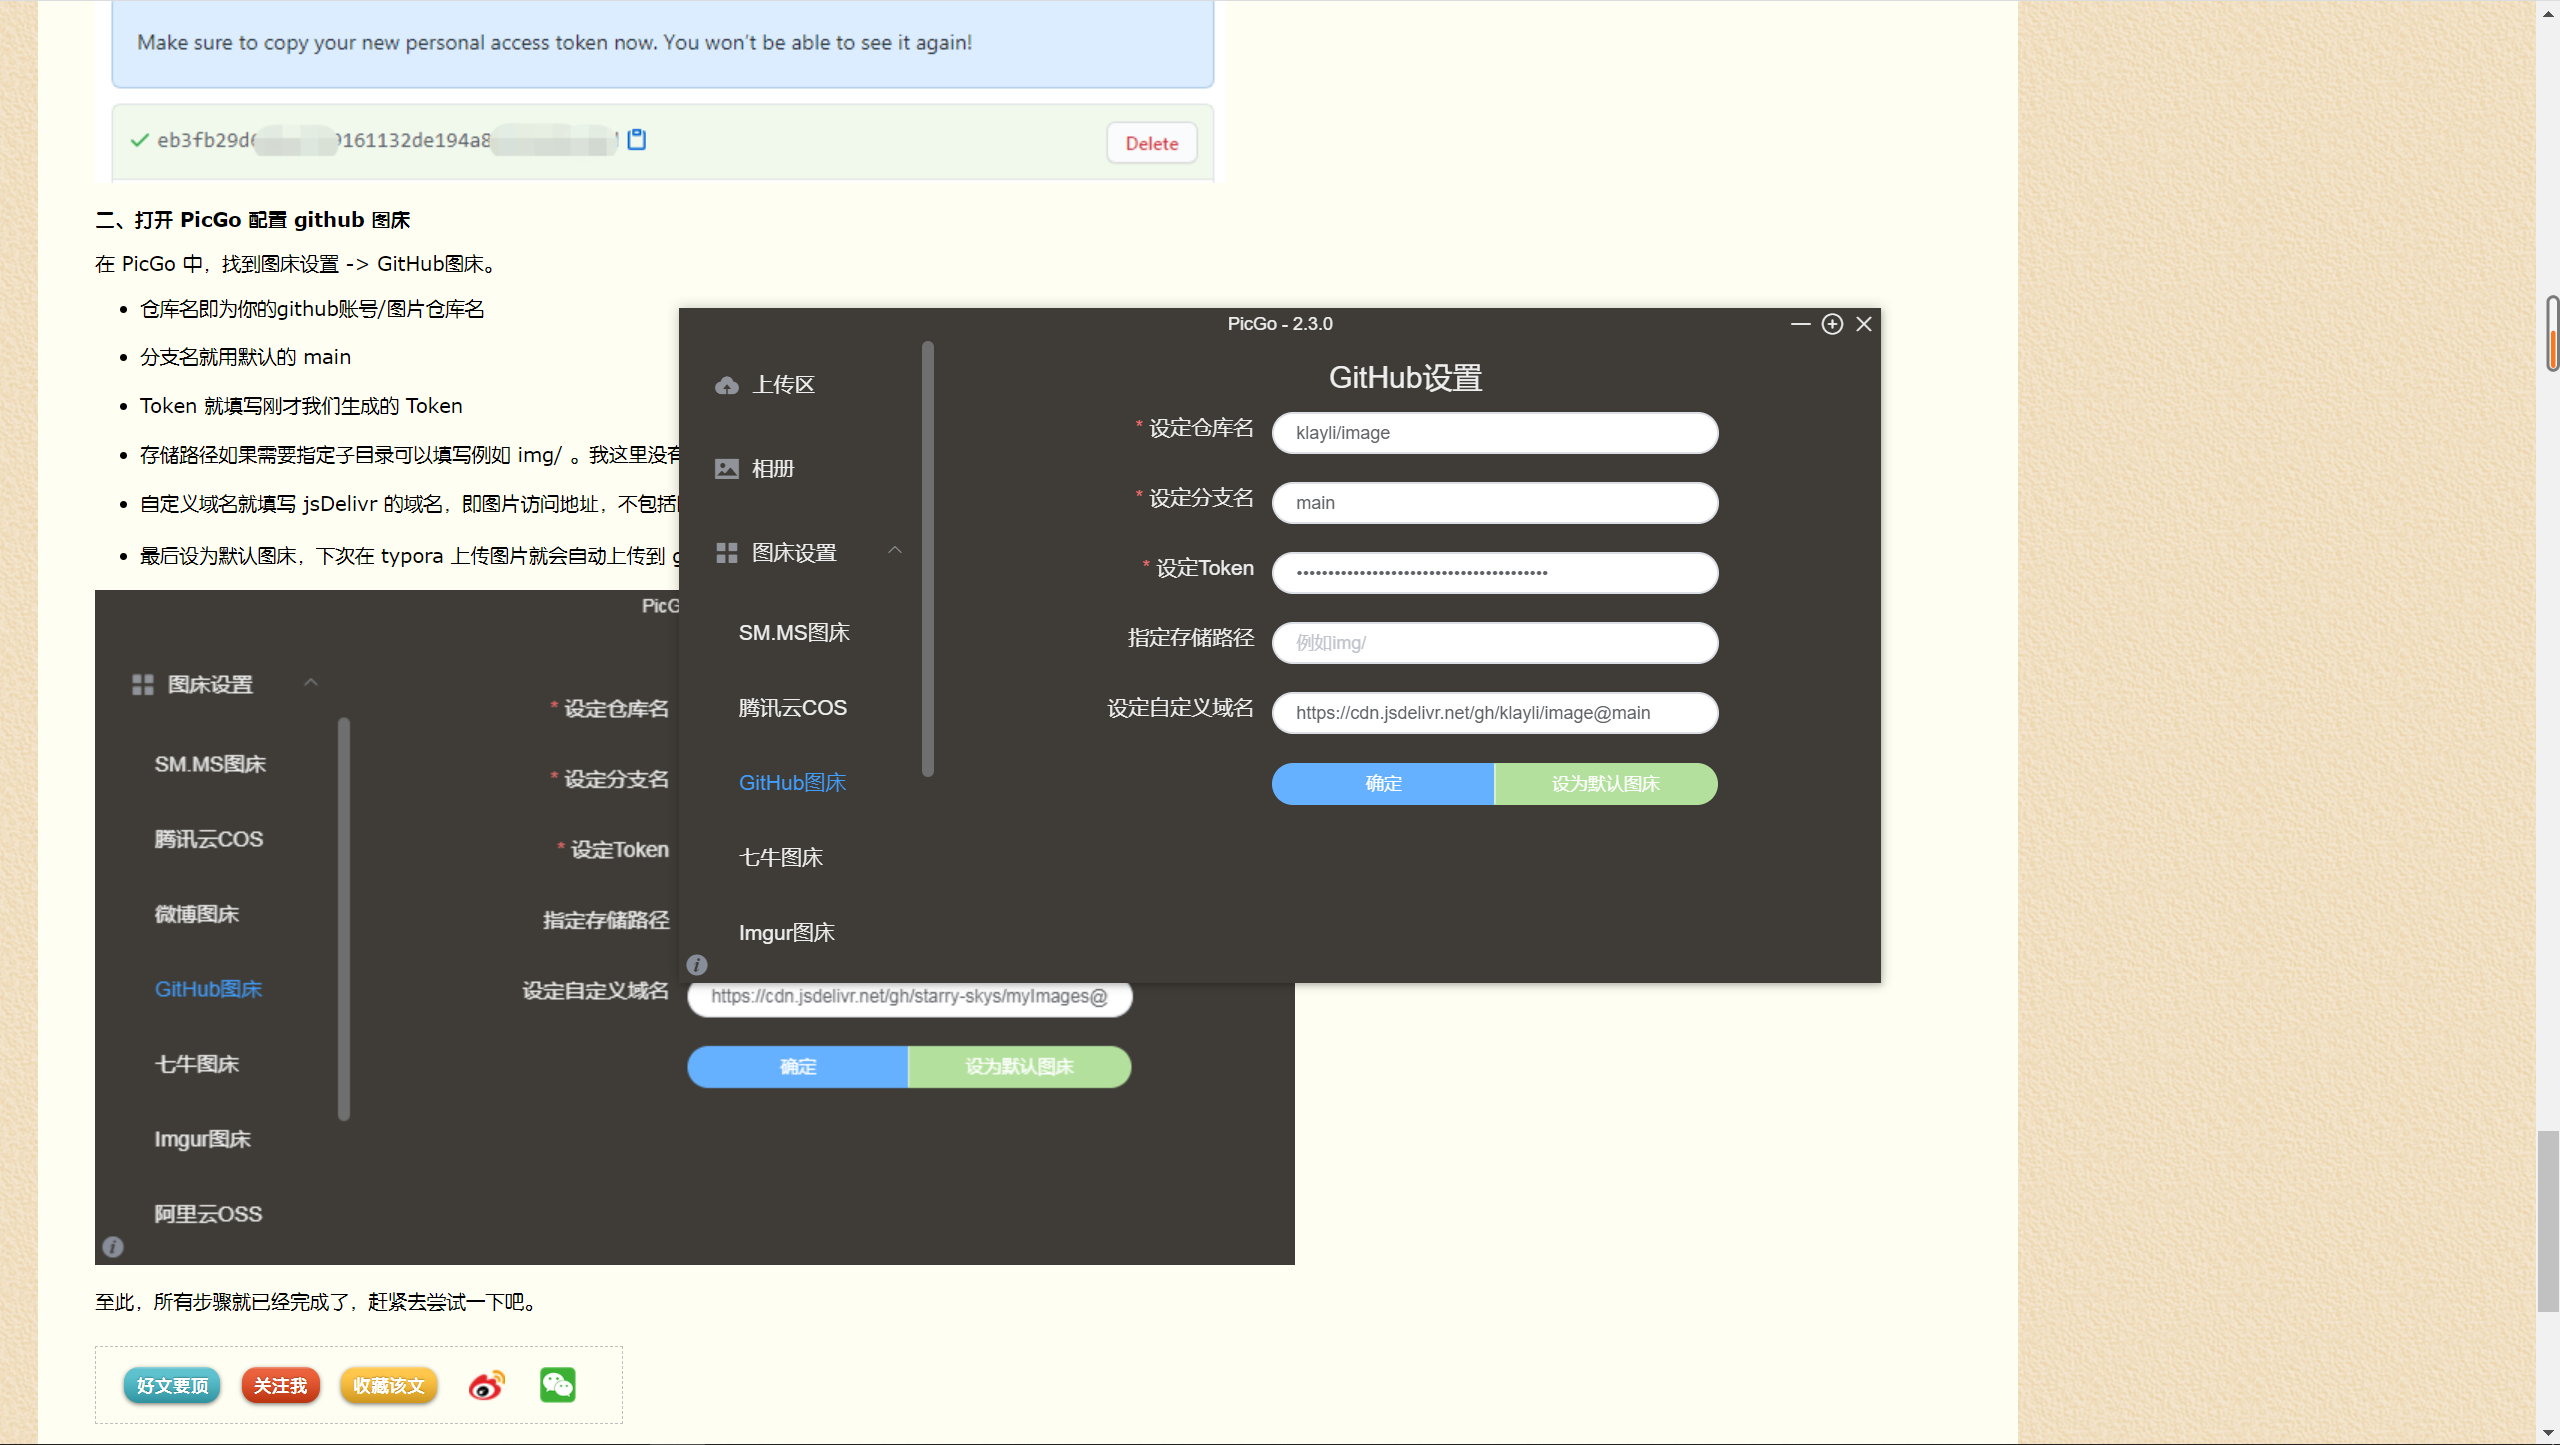 Make sure to copy your new personal access token now. You won't be able to see it again!
eb3fb29d 161132de194a8
Delete
二、打开 PicGo 配置 github 图床
在 PicGo 中，找到图床设置 -> GitHub图床。
仓库名即为你的github账号/图片仓库名
分支名就用默认的 main
Token 就填写刚才我们生成的 Token
存储路径如果需要指定子目录可以填写例如 img/ 。我这里没有
自定义域名就填写 jsDelivr 的域名，即图片访问地址，不包括
最后设为默认图床，下次在 typora 上传图片就会自动上传到
PicGo - 2.3.0
上传区
相册
图床设置
SM.MS图床
腾讯云COS
GitHub图床
七牛图床
Imgur图床
GitHub设置
* 设定仓库名 klayli/image
* 设定分支名 main
* 设定Token ••••••••••••••••••••••••••••••••••••••••
指定存储路径 例如img/
设定自定义域名 https://cdn.jsdelivr.net/gh/klayli/image@main
确定 设为默认图床
PicG
图床设置
SM.MS图床
腾讯云COS
微博图床
GitHub图床
七牛图床
Imgur图床
阿里云OSS
* 设定仓库名
* 设定分支名
* 设定Token
指定存储路径
设定自定义域名 https://cdn.jsdelivr.net/gh/starry-skys/myImages@
确定 设为默认图床
至此，所有步骤就已经完成了，赶紧去尝试一下吧。
好文要顶 关注我 收藏该文